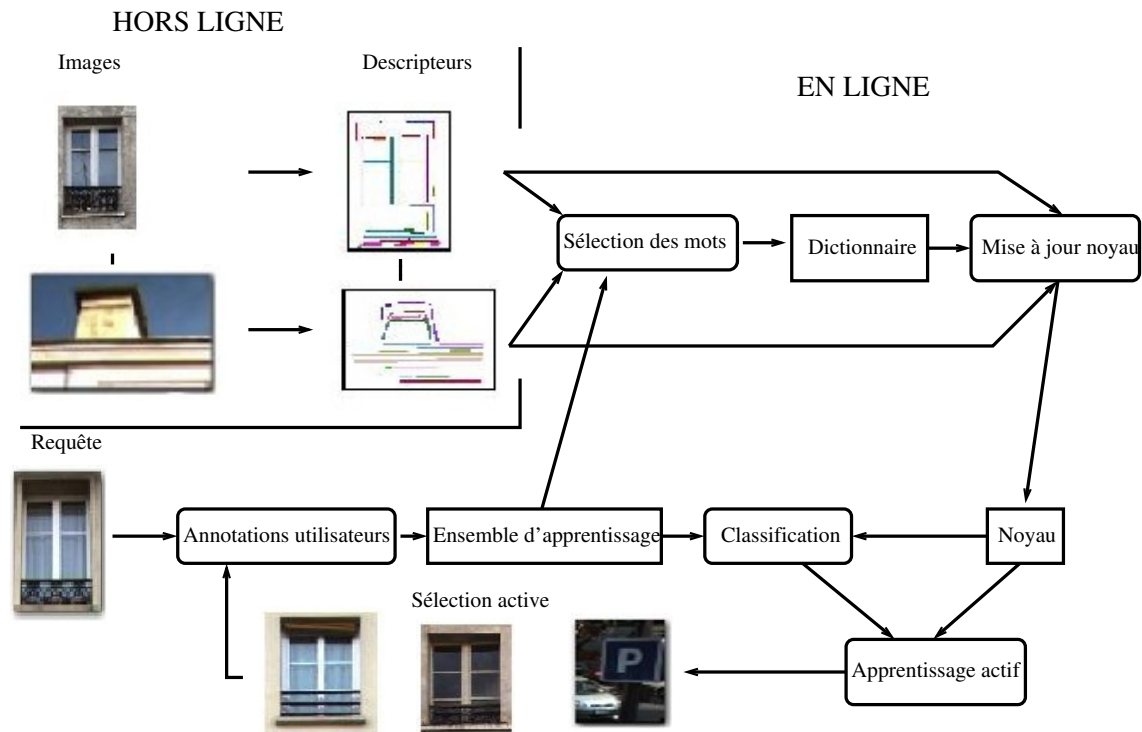 HORS LIGNE
Images
Descripteurs
EN LIGNE
Sélection des mots
Dictionnaire
Mise à jour noyau
Requête
Annotations utilisateurs
Ensemble d'apprentissage
Classification
Noyau
Sélection active
P
Apprentissage actif